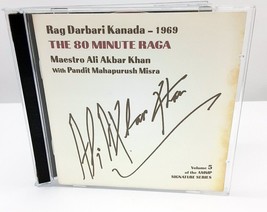 Rag Darbari Kanada – 1969
THE 80 MINUTE RAGA
Maestro Ali Akbar Khan
With Pandit Mahapurush Misra
Ali Akbar Khan
Volume 5
of the AMMP
SIGNATURE SERIES